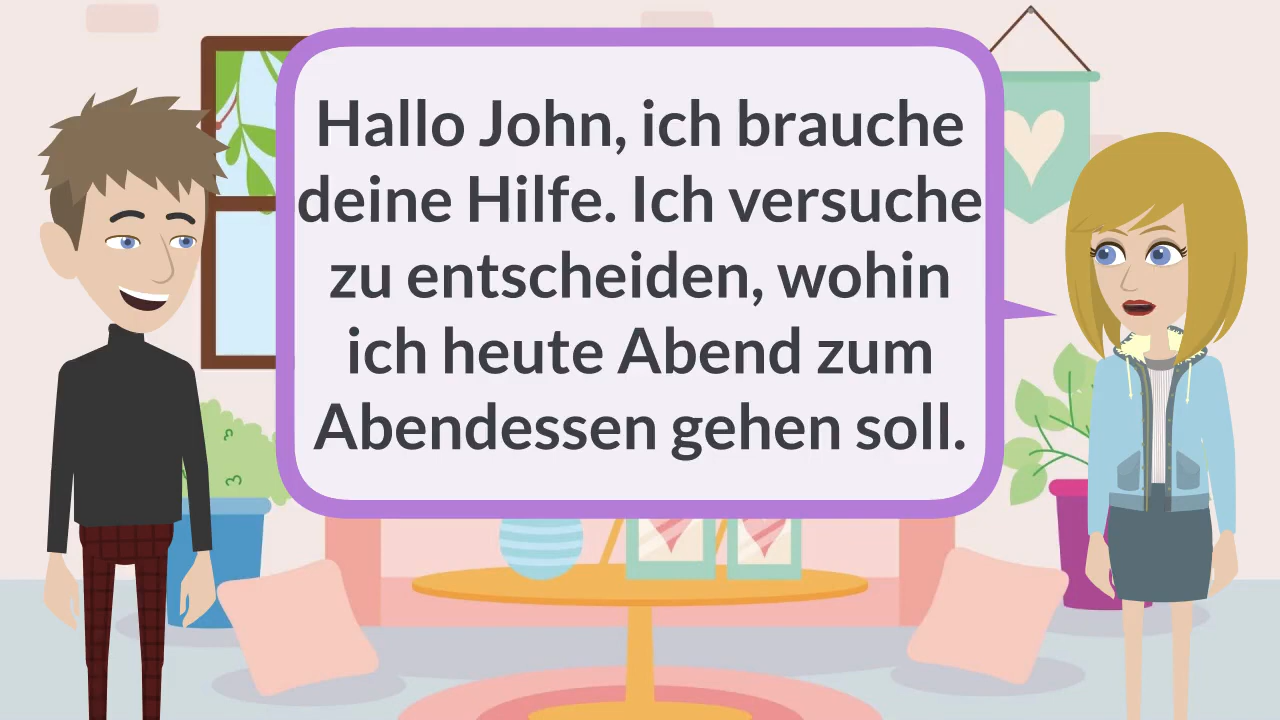 Hallo John, ich brauche
deine Hilfe. Ich versuche
zu entscheiden, wohin
ich heute Abend zum
Abendessen gehen soll.